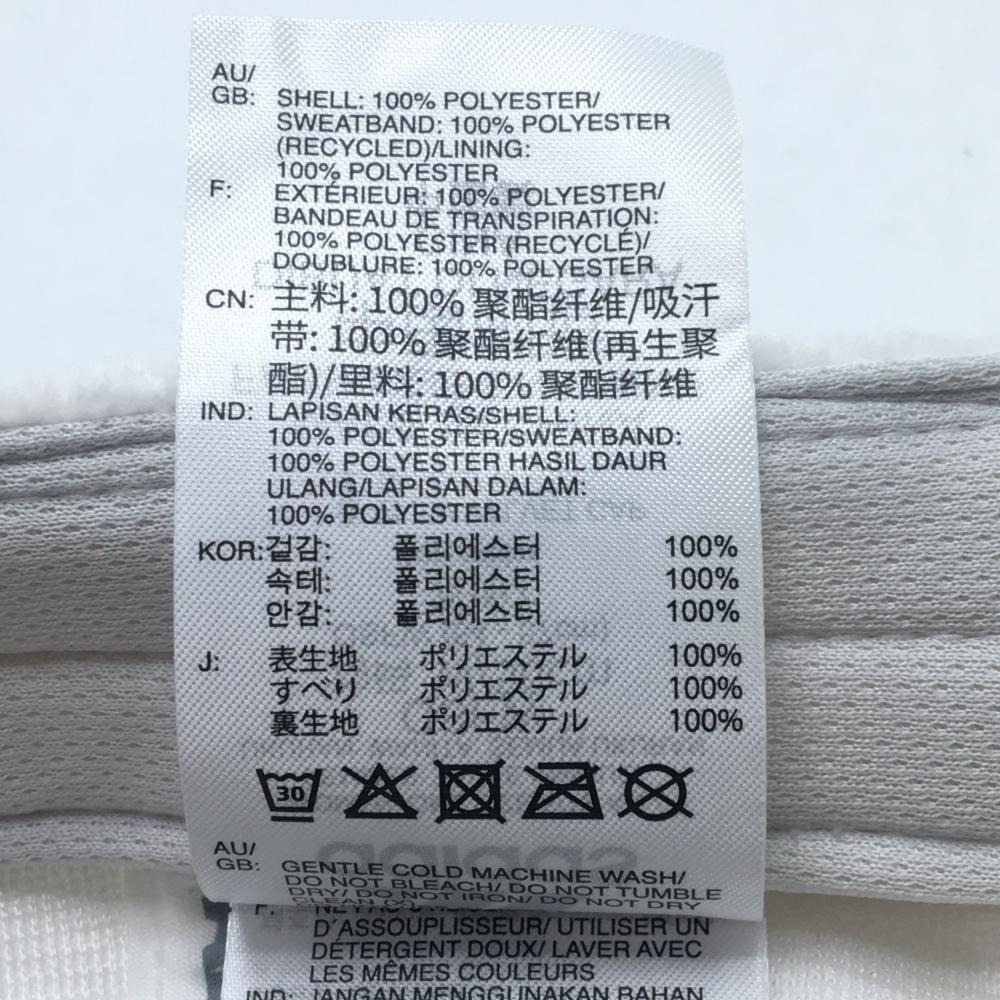 AU/
GB: SHELL: 100% POLYESTER/
SWEATBAND: 100% POLYESTER
(RECYCLED)/LINING:
100% POLYESTER
F: EXTÉRIEUR: 100% POLYESTER/
BANDEAU DE TRANSPIRATION:
100% POLYESTER (RECYCLÉ)/
DOUBLURE: 100% POLYESTER
CN: 主料: 100% 聚酯纤维/吸汗
带: 100% 聚酯纤维(再生聚
酯)/里料: 100% 聚酯纤维
IND: LAPISAN KERAS/SHELL:
100% POLYESTER/SWEATBAND:
100% POLYESTER HASIL DAUR
ULANG/LAPISAN DALAM:
100% POLYESTER
KOR: 겉감: 폴리에스터 100%
속테: 폴리에스터 100%
안감: 폴리에스터 100%
J: 表生地 ポリエステル 100%
すべり ポリエステル 100%
裏生地 ポリエステル 100%
30
AU/
GB: GENTLE COLD MACHINE WASH/
DO NOT BLEACH/ DO NOT TUMBLE
DRY/ DO NOT IRON/ DO NOT DRY
CLEAN
F:
D'ASSOUPLISSEUR/ UTILISER UN
DÉTERGENT DOUX/ LAVER AVEC
LES MÊMES COULEURS
IND: JANGAN MENGGUNAKAN BAHAN